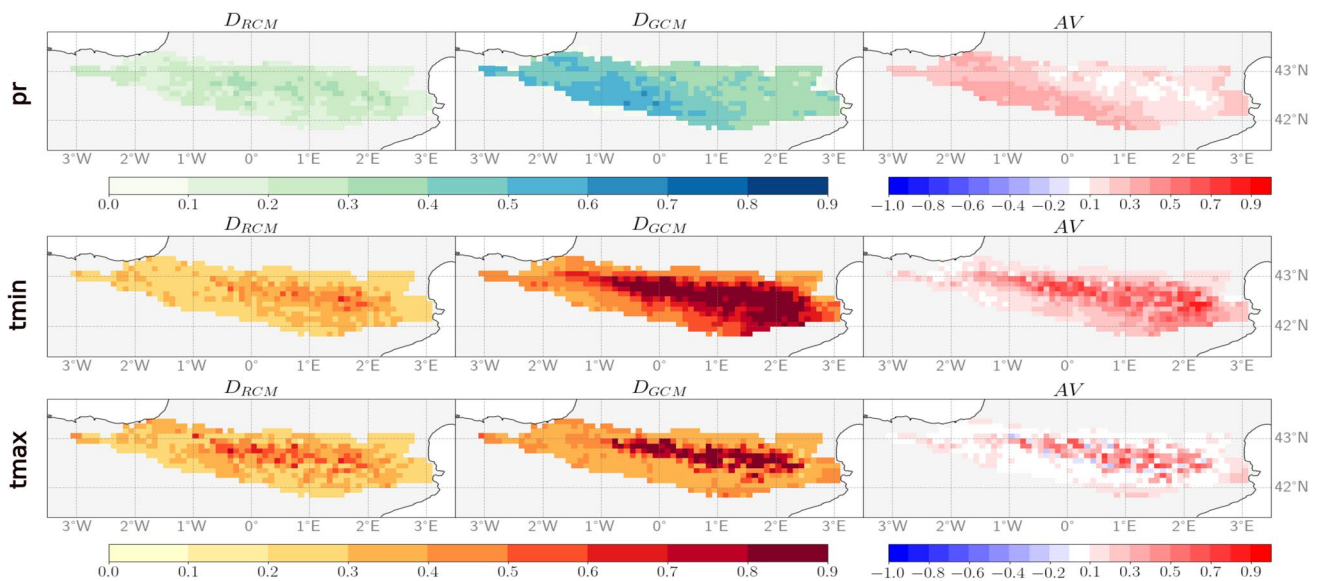 D_RCM D_GCM AV
pr
43°N
42°N
3°W 2°W 1°W 0° 1°E 2°E 3°E 3°W 2°W 1°W 0° 1°E 2°E 3°E 3°W 2°W 1°W 0° 1°E 2°E 3°E
0.0 0.1 0.2 0.3 0.4 0.5 0.6 0.7 0.8 0.9 −1.0 −0.8 −0.6 −0.4 −0.2 0.1 0.3 0.5 0.7 0.9
D_RCM D_GCM AV
tmin
43°N
42°N
3°W 2°W 1°W 0° 1°E 2°E 3°E 3°W 2°W 1°W 0° 1°E 2°E 3°E 3°W 2°W 1°W 0° 1°E 2°E 3°E
D_RCM D_GCM AV
tmax
43°N
42°N
3°W 2°W 1°W 0° 1°E 2°E 3°E 3°W 2°W 1°W 0° 1°E 2°E 3°E 3°W 2°W 1°W 0° 1°E 2°E 3°E
0.0 0.1 0.2 0.3 0.4 0.5 0.6 0.7 0.8 0.9 −1.0 −0.8 −0.6 −0.4 −0.2 0.1 0.3 0.5 0.7 0.9